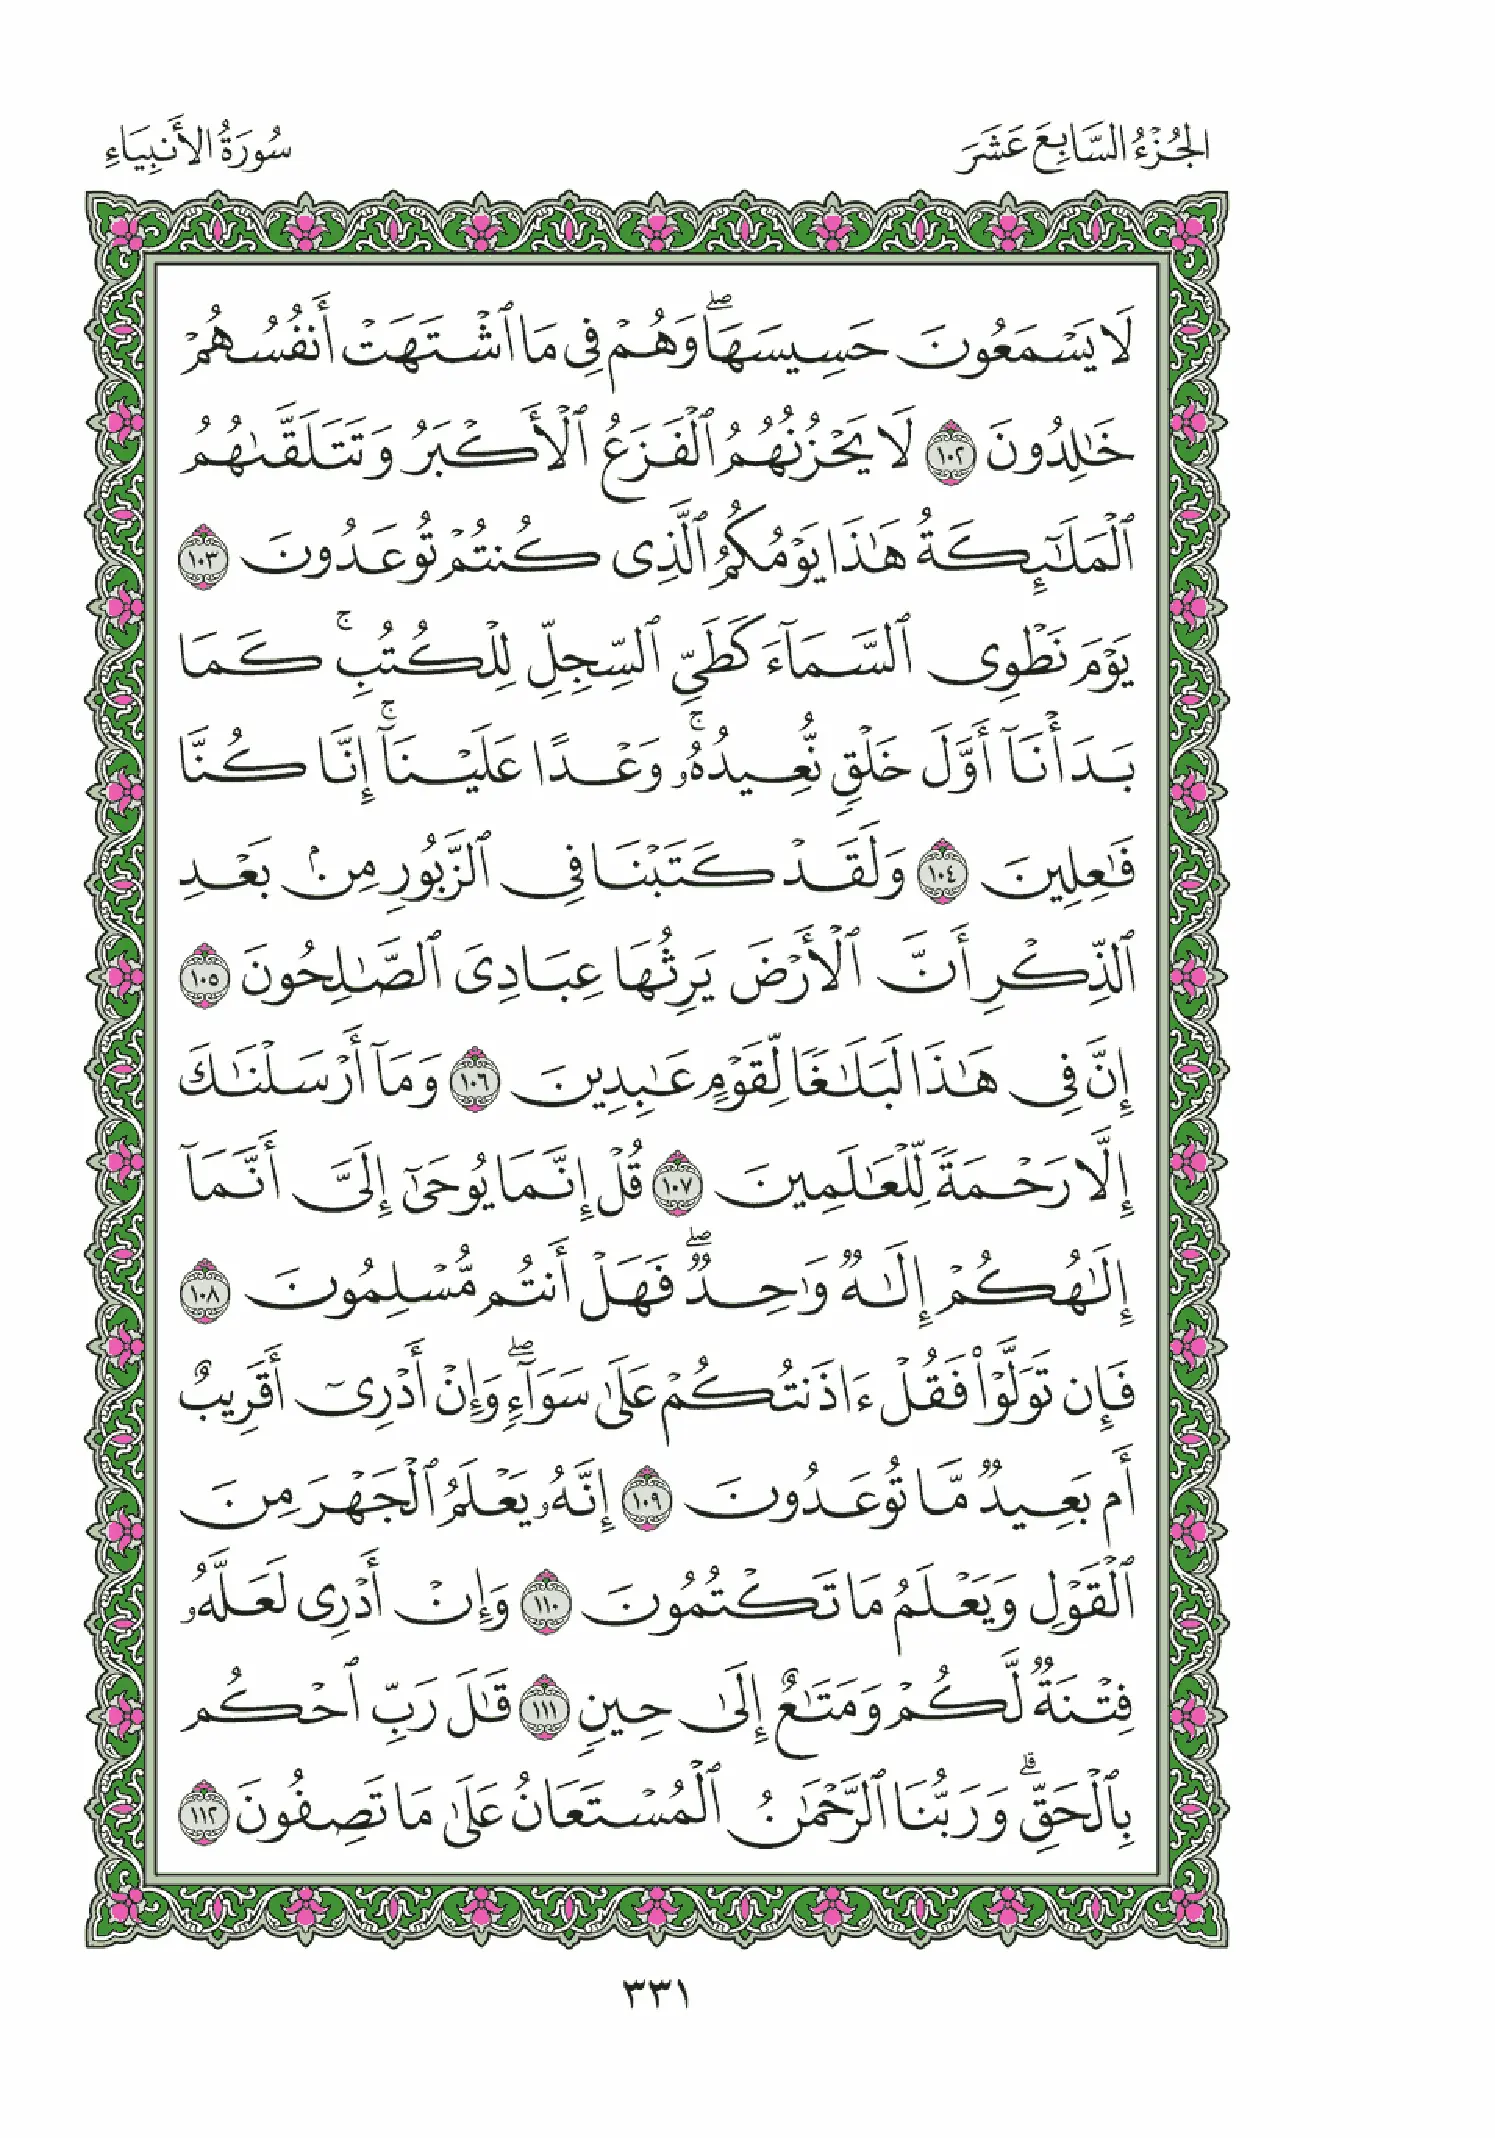 الجُزْءُ السَّابِعَ عَشَرَ
سُورَةُ الأَنبِيَاءِ
لَا يَسْمَعُونَ حَسِيسَهَاۖ وَهُمْ فِي مَا ٱشْتَهَتْ أَنفُسُهُمْ
خَٰلِدُونَ ١٠٢ لَا يَحْزُنُهُمُ ٱلْفَزَعُ ٱلْأَكْبَرُ وَتَتَلَقَّىٰهُمُ
ٱلْمَلَٰٓئِكَةُ هَٰذَا يَوْمُكُمُ ٱلَّذِى كُنتُمْ تُوعَدُونَ ١٠٣
يَوْمَ نَطْوِى ٱلسَّمَآءَ كَطَىِّ ٱلسِّجِلِّ لِلْكُتُبِۚ كَمَا
بَدَأْنَآ أَوَّلَ خَلْقٍ نُّعِيدُهُۥۚ وَعْدًا عَلَيْنَآۚ إِنَّا كُنَّا
فَٰعِلِينَ ١٠٤ وَلَقَدْ كَتَبْنَا فِى ٱلزَّبُورِ مِنۢ بَعْدِ
ٱلذِّكْرِ أَنَّ ٱلْأَرْضَ يَرِثُهَا عِبَادِىَ ٱلصَّٰلِحُونَ ١٠٥
إِنَّ فِى هَٰذَا لَبَلَٰغًا لِّقَوْمٍ عَٰبِدِينَ ١٠٦ وَمَآ أَرْسَلْنَٰكَ
إِلَّا رَحْمَةً لِّلْعَٰلَمِينَ ١٠٧ قُلْ إِنَّمَا يُوحَىٰٓ إِلَىَّ أَنَّمَآ
إِلَٰهُكُمْ إِلَٰهٌ وَٰحِدٌۖ فَهَلْ أَنتُم مُّسْلِمُونَ ١٠٨
فَإِن تَوَلَّوْا۟ فَقُلْ ءَاذَنتُكُمْ عَلَىٰ سَوَآءٍۖ وَإِنْ أَدْرِىٓ أَقَرِيبٌ
أَم بَعِيدٌ مَّا تُوعَدُونَ ١٠٩ إِنَّهُۥ يَعْلَمُ ٱلْجَهْرَ مِنَ
ٱلْقَوْلِ وَيَعْلَمُ مَا تَكْتُمُونَ ١١٠ وَإِنْ أَدْرِى لَعَلَّهُۥ
فِتْنَةٌ لَّكُمْ وَمَتَٰعٌ إِلَىٰ حِينٍ ١١١ قَٰلَ رَبِّ ٱحْكُم
بِٱلْحَقِّۗ وَرَبُّنَا ٱلرَّحْمَٰنُ ٱلْمُسْتَعَانُ عَلَىٰ مَا تَصِفُونَ ١١٢
٣٣١